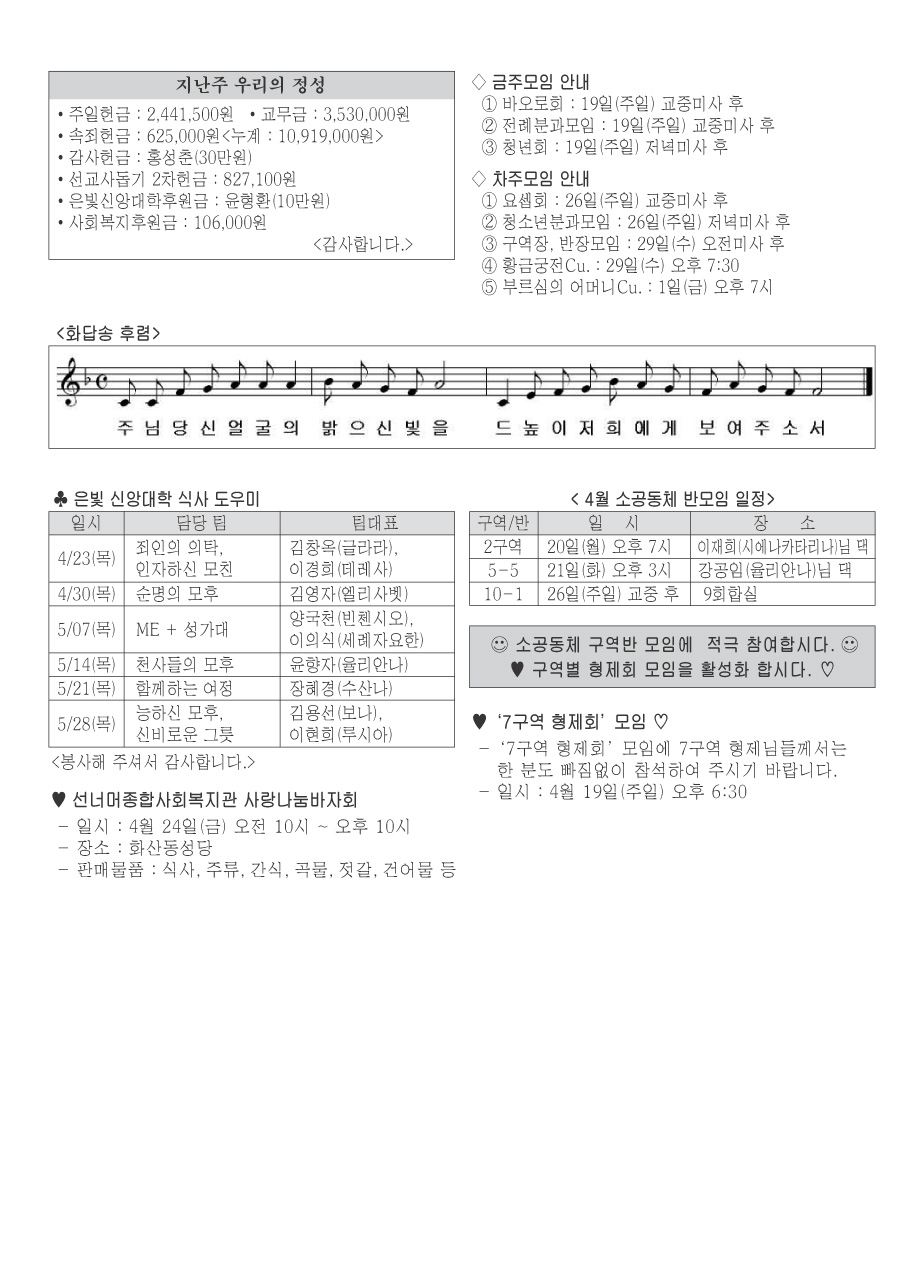 지난주 우리의 정성
• 주일헌금 : 2,441,500원 • 교무금 : 3,530,000원
• 속죄헌금 : 625,000원<누계 : 10,919,000원>
• 감사헌금 : 홍성춘(30만원)
• 선교사돕기 2차헌금 : 827,100원
• 은빛신앙대학후원금 : 윤형환(10만원)
• 사회복지후원금 : 106,000원
<감사합니다.>
◇ 금주모임 안내
① 바오로회 : 19일(주일) 교중미사 후
② 전례분과모임 : 19일(주일) 교중미사 후
③ 청년회 : 19일(주일) 저녁미사 후
◇ 차주모임 안내
① 요셉회 : 26일(주일) 교중미사 후
② 청소년분과모임 : 26일(주일) 저녁미사 후
③ 구역장, 반장모임 : 29일(수) 오전미사 후
④ 황금궁전Cu. : 29일(수) 오후 7:30
⑤ 부르심의 어머니Cu. : 1일(금) 오후 7시
<화답송 후렴>
주 님 당 신 얼 굴 의 밝 으 신 빛 을 드 높 이 저 희 에 게 보 여 주 소 서
♣ 은빛 신앙대학 식사 도우미
일시 담당 팀 팀대표
4/23(목) 죄인의 의탁, 인자하신 모친 김창옥(글라라), 이경희(데레사)
4/30(목) 순명의 모후 김영자(엘리사벳)
5/07(목) ME + 성가대 양국천(빈첸시오), 이의식(세례자요한)
5/14(목) 천사들의 모후 윤향자(율리안나)
5/21(목) 함께하는 여정 장혜경(수산나)
5/28(목) 능하신 모후, 신비로운 그릇 김용선(보나), 이현희(루시아)
<봉사해 주셔서 감사합니다.>
♥ 선너머종합사회복지관 사랑나눔바자회
- 일시 : 4월 24일(금) 오전 10시 ~ 오후 10시
- 장소 : 화산동성당
- 판매물품 : 식사, 주류, 간식, 곡물, 젓갈, 건어물 등
< 4월 소공동체 반모임 일정>
구역/반 일 시 장 소
2구역 20일(월) 오후 7시 이재희(시에나카타리나)님 댁
5-5 21일(화) 오후 3시 강공임(율리안나)님 댁
10-1 26일(주일) 교중 후 9회합실
☺ 소공동체 구역반 모임에 적극 참여합시다. ☺
♥ 구역별 형제회 모임을 활성화 합시다. ♡
♥ ‘7구역 형제회’ 모임 ♡
- ‘7구역 형제회’ 모임에 7구역 형제님들께서는
한 분도 빠짐없이 참석하여 주시기 바랍니다.
- 일시 : 4월 19일(주일) 오후 6:30